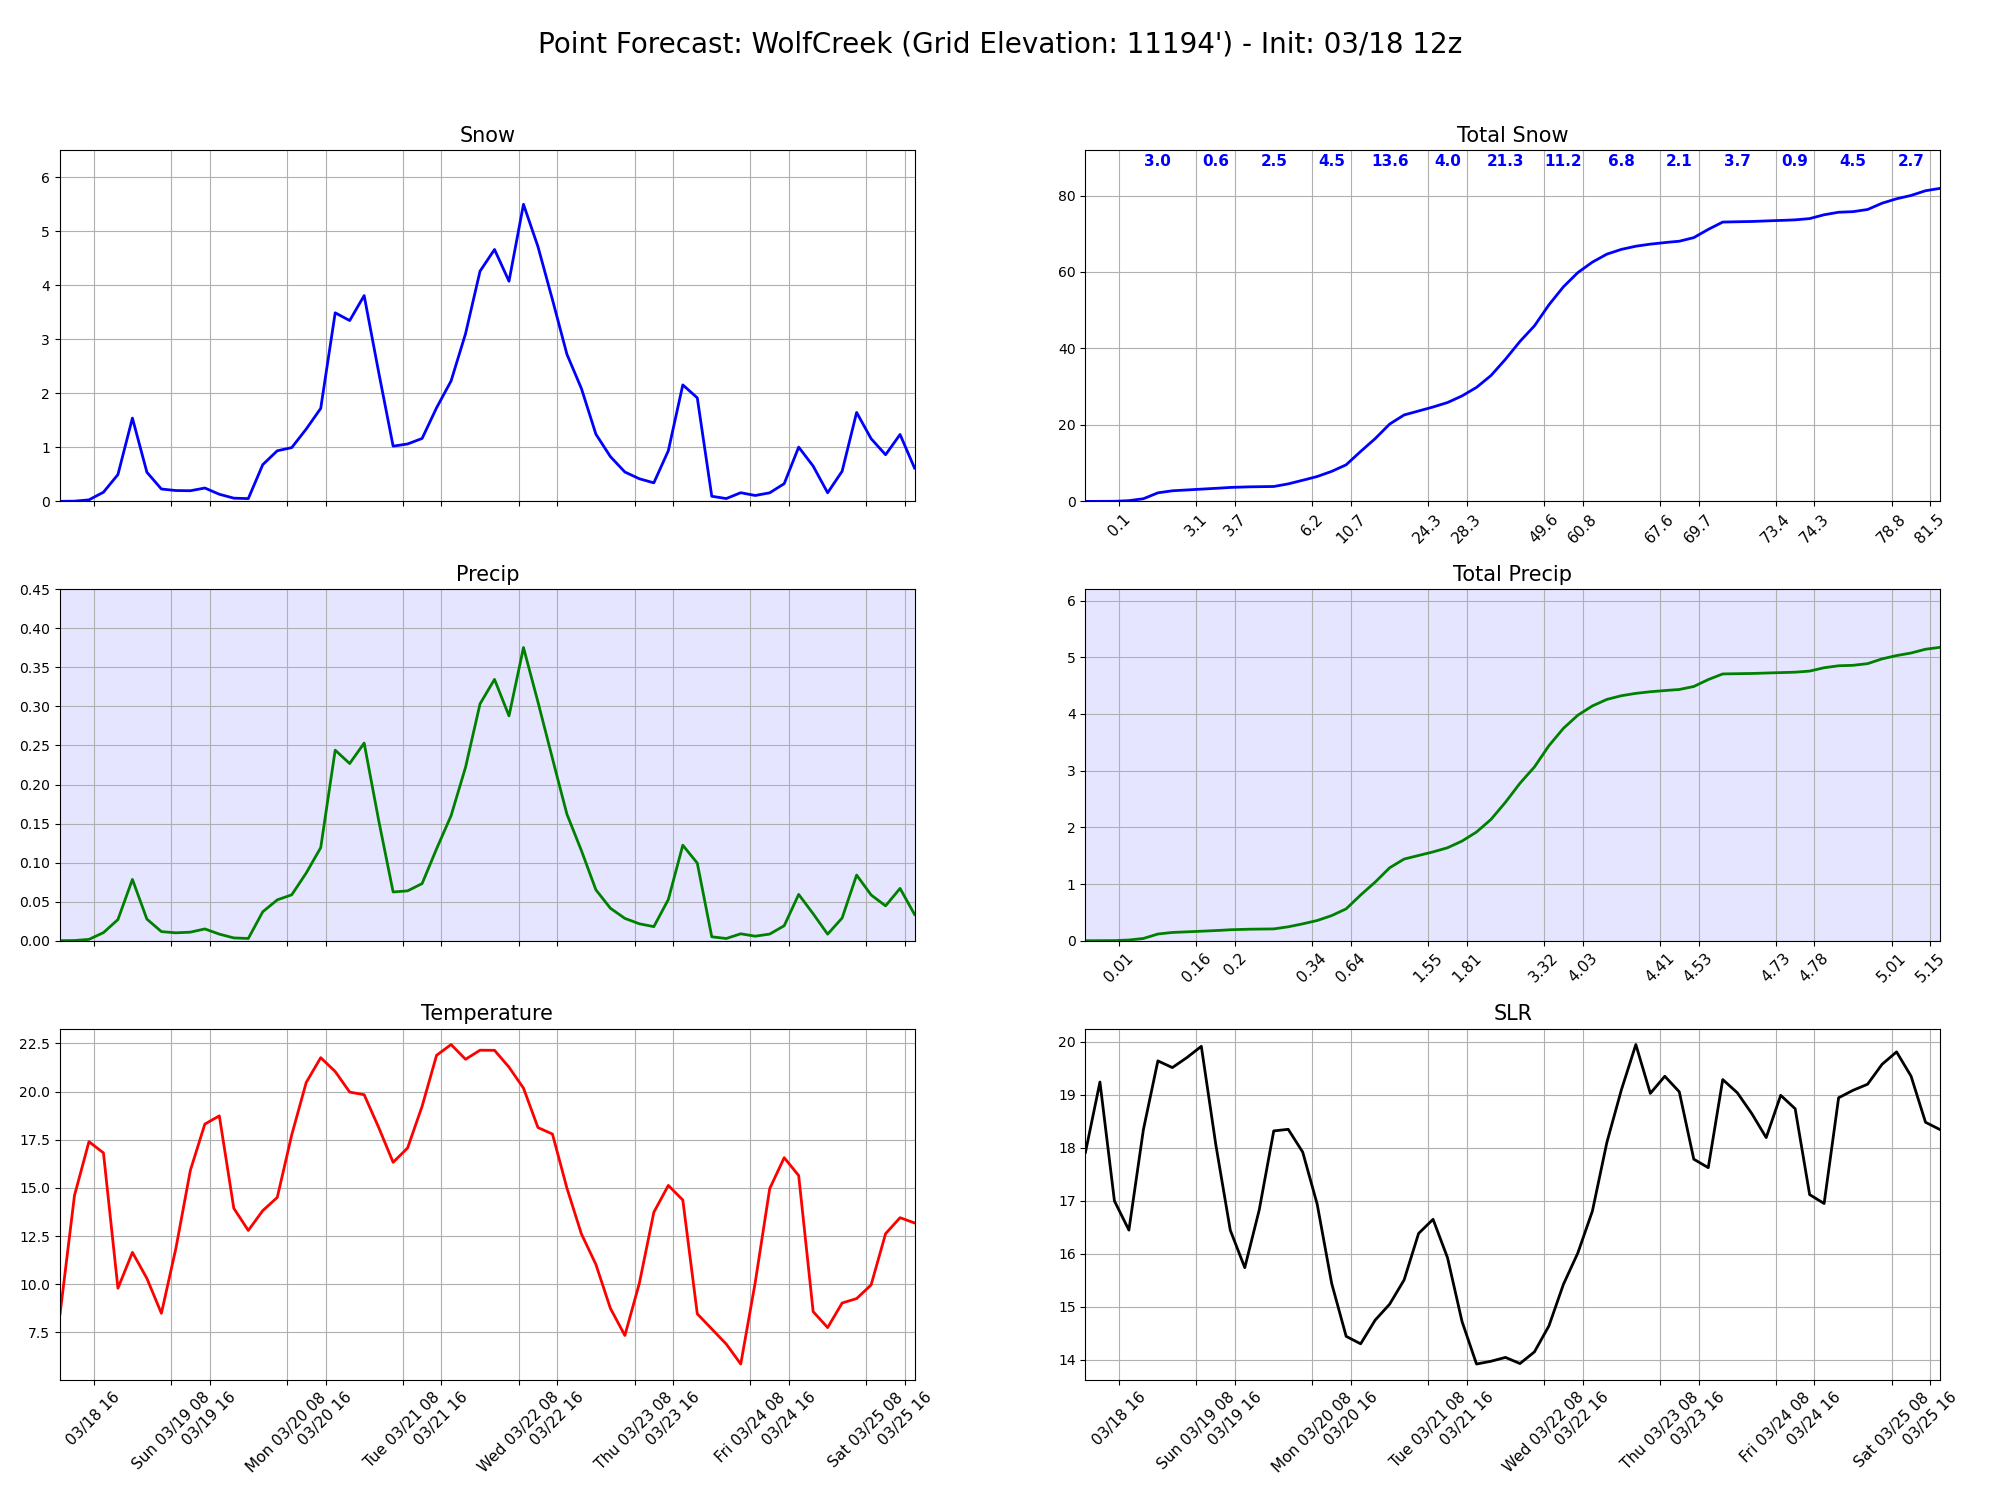 Point Forecast: WolfCreek (Grid Elevation: 11194') - Init: 03/18 12z
Snow
6
5
4
3
2
1
0
Total Snow
3.0 0.6 2.5 4.5 13.6 4.0 21.3 11.2 6.8 2.1 3.7 0.9 4.5 2.7
80
60
40
20
0
0.1 3.1 3.7 6.2 10.7 24.3 28.3 49.6 60.8 67.6 69.7 73.4 74.3 78.8 81.5
Precip
0.45
0.40
0.35
0.30
0.25
0.20
0.15
0.10
0.05
0.00
Total Precip
6
5
4
3
2
1
0
0.01 0.16 0.2 0.34 0.64 1.55 1.81 3.32 4.03 4.41 4.53 4.73 4.78 5.01 5.15
Temperature
22.5
20.0
17.5
15.0
12.5
10.0
7.5
03/18 16
Sun 03/19 08
03/19 16
Mon 03/20 08
03/20 16
Tue 03/21 08
03/21 16
Wed 03/22 08
03/22 16
Thu 03/23 08
03/23 16
Fri 03/24 08
03/24 16
Sat 03/25 08
03/25 16
SLR
20
19
18
17
16
15
14
03/18 16
Sun 03/19 08
03/19 16
Mon 03/20 08
03/20 16
Tue 03/21 08
03/21 16
Wed 03/22 08
03/22 16
Thu 03/23 08
03/23 16
Fri 03/24 08
03/24 16
Sat 03/25 08
03/25 16